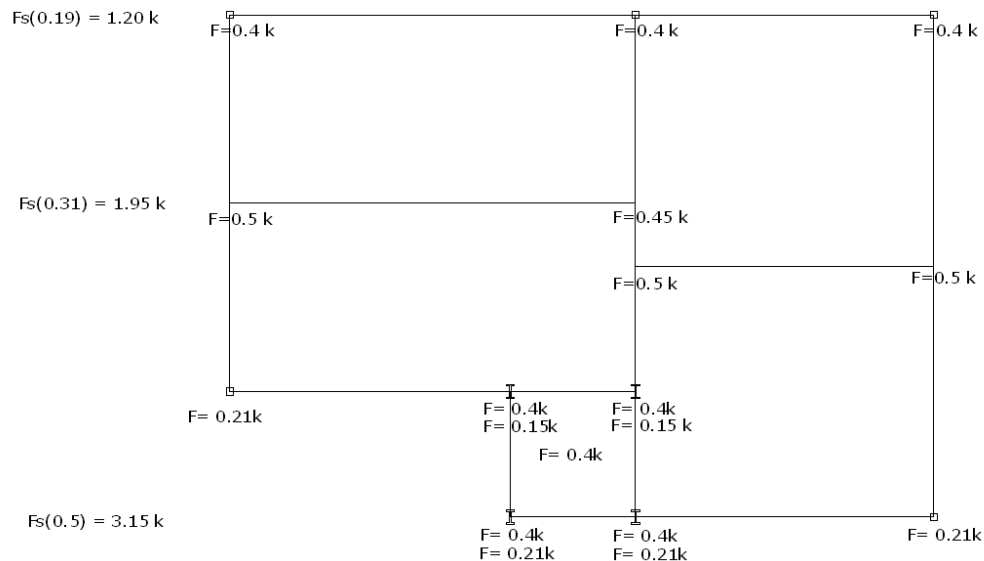 Fs(0.19) = 1.20 k
F=0.4 k
F=0.4 k
F=0.4 k
Fs(0.31) = 1.95 k
F=0.5 k
F=0.45 k
F=0.5 k
F=0.5 k
F= 0.21k
F= 0.4k
F= 0.15k
F= 0.4k
F= 0.15 k
F= 0.4k
Fs(0.5) = 3.15 k
F= 0.4k
F= 0.21k
F= 0.4k
F= 0.21k
F= 0.21k